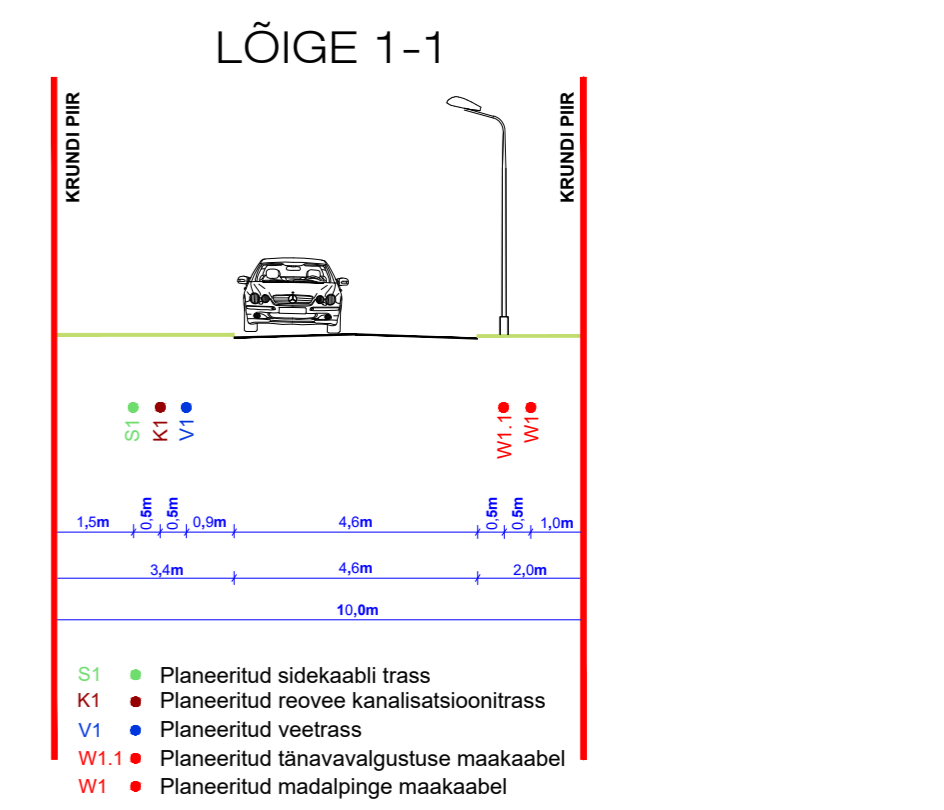 LÕIGE 1-1
KRUNDI PIIR
KRUNDI PIIR
S1
K1
V1
W1.1
W1
1,5m
0,5m
0,5m
0,9m
4,6m
0,5m
0,5m
1,0m
3,4m
4,6m
2,0m
10,0m
S1 Planeeritud sidekaabli trass
K1 Planeeritud reovee kanalisatsioonitrass
V1 Planeeritud veetrass
W1.1 Planeeritud tänavavalgustuse maakaabel
W1 Planeeritud madalpinge maakaabel